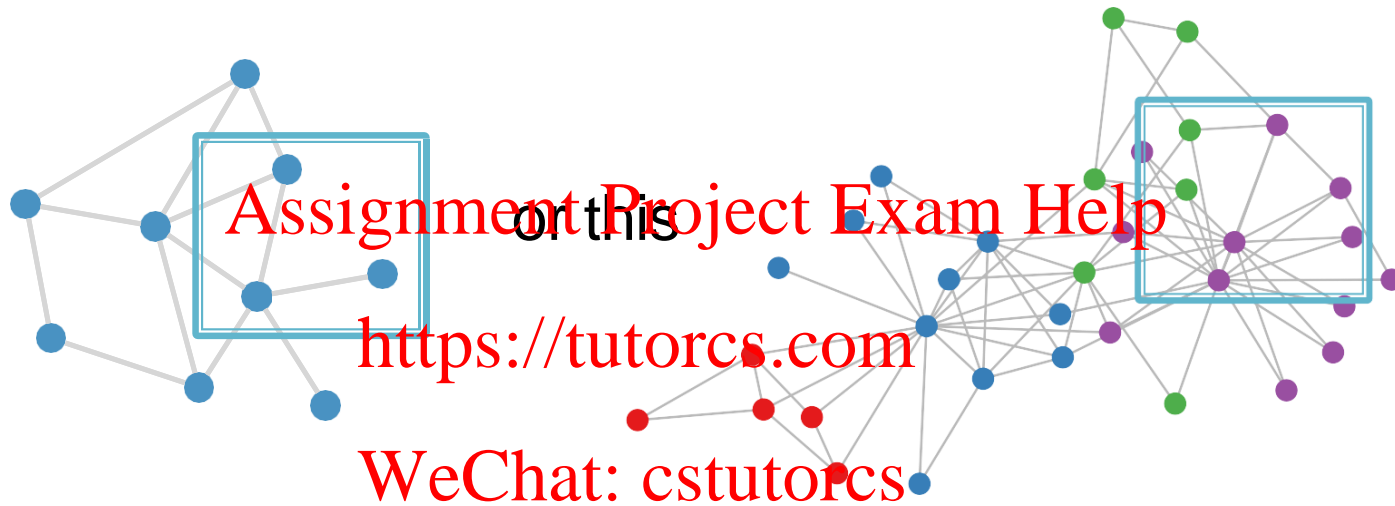 Assignment Project Exam Help
or this
https://tutorcs.com
WeChat: cstutorcs